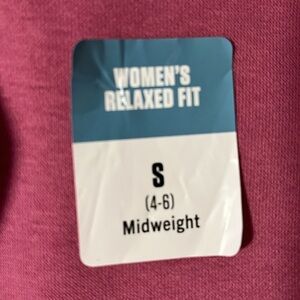 WOMEN'S
RELAXED FIT
S
(4-6)
Midweight